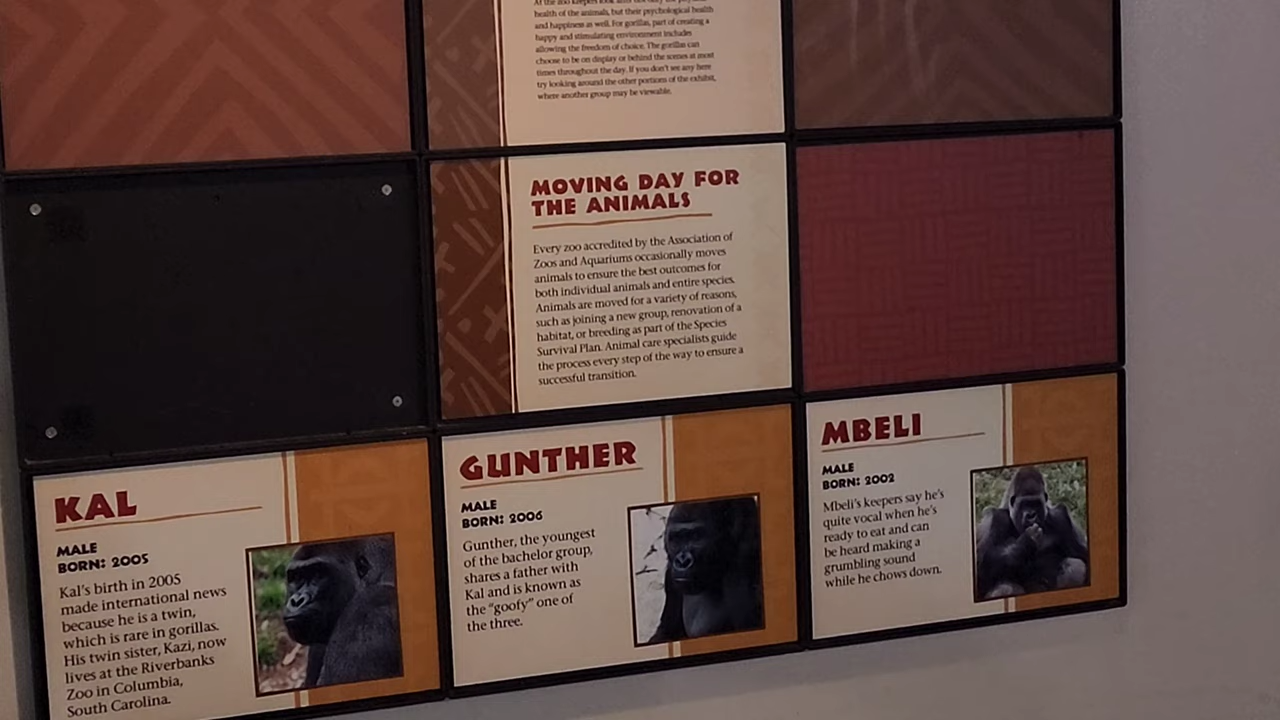 At the zoo keepers look after not only the physical
health of the animals, but their psychological health
and happiness as well. For gorillas, part of creating a
happy and stimulating environment includes
allowing the freedom of choice. The gorillas can
choose to be on display or behind the scenes at most
times throughout the day. If you don't see any here
try looking around the other portions of the exhibit,
where another group may be viewable.
MOVING DAY FOR
THE ANIMALS
Every zoo accredited by the Association of
Zoos and Aquariums occasionally moves
animals to ensure the best outcomes for
both individual animals and entire species.
Animals are moved for a variety of reasons,
such as joining a new group, renovation of a
habitat, or breeding as part of the Species
Survival Plan. Animal care specialists guide
the process every step of the way to ensure a
successful transition.
KAL
MALE
BORN: 2005
Kal's birth in 2005
made international news
because he is a twin,
which is rare in gorillas.
His twin sister, Kazi, now
lives at the Riverbanks
Zoo in Columbia,
South Carolina.
GUNTHER
MALE
BORN: 2006
Gunther, the youngest
of the bachelor group,
shares a father with
Kal and is known as
the "goofy" one of
the three.
MBELI
MALE
BORN: 2002
Mbeli's keepers say he's
quite vocal when he's
ready to eat and can
be heard making a
grumbling sound
while he chows down.